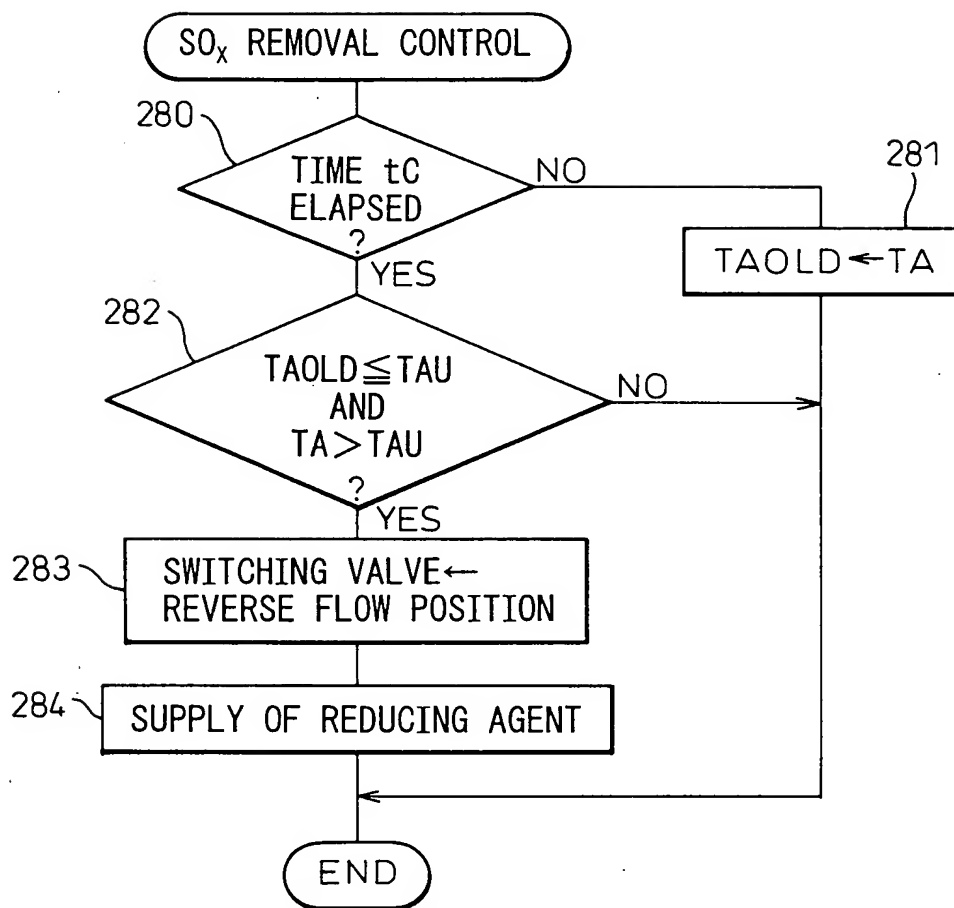 SOX REMOVAL CONTROL
280
TIME tC
ELAPSED
?
NO
YES
281
TAOLD←TA
282
TAOLD≦TAU
AND
TA>TAU
?
NO
YES
283
SWITCHING VALVE←
REVERSE FLOW POSITION
284
SUPPLY OF REDUCING AGENT
END